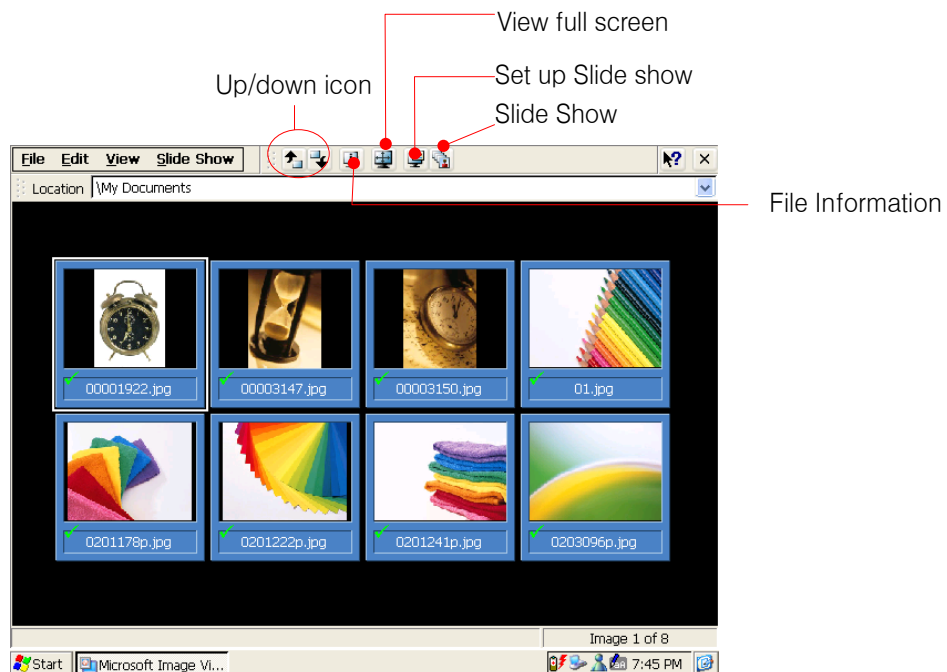 View full screen
Up/down icon
Set up Slide show
Slide Show
File Edit View Slide Show
Location \My Documents
File Information
00001922.jpg 00003147.jpg 00003150.jpg 01.jpg
0201178p.jpg 0201222p.jpg 0201241p.jpg 0203096p.jpg
Image 1 of 8
Start Microsoft Image Vi... 7:45 PM